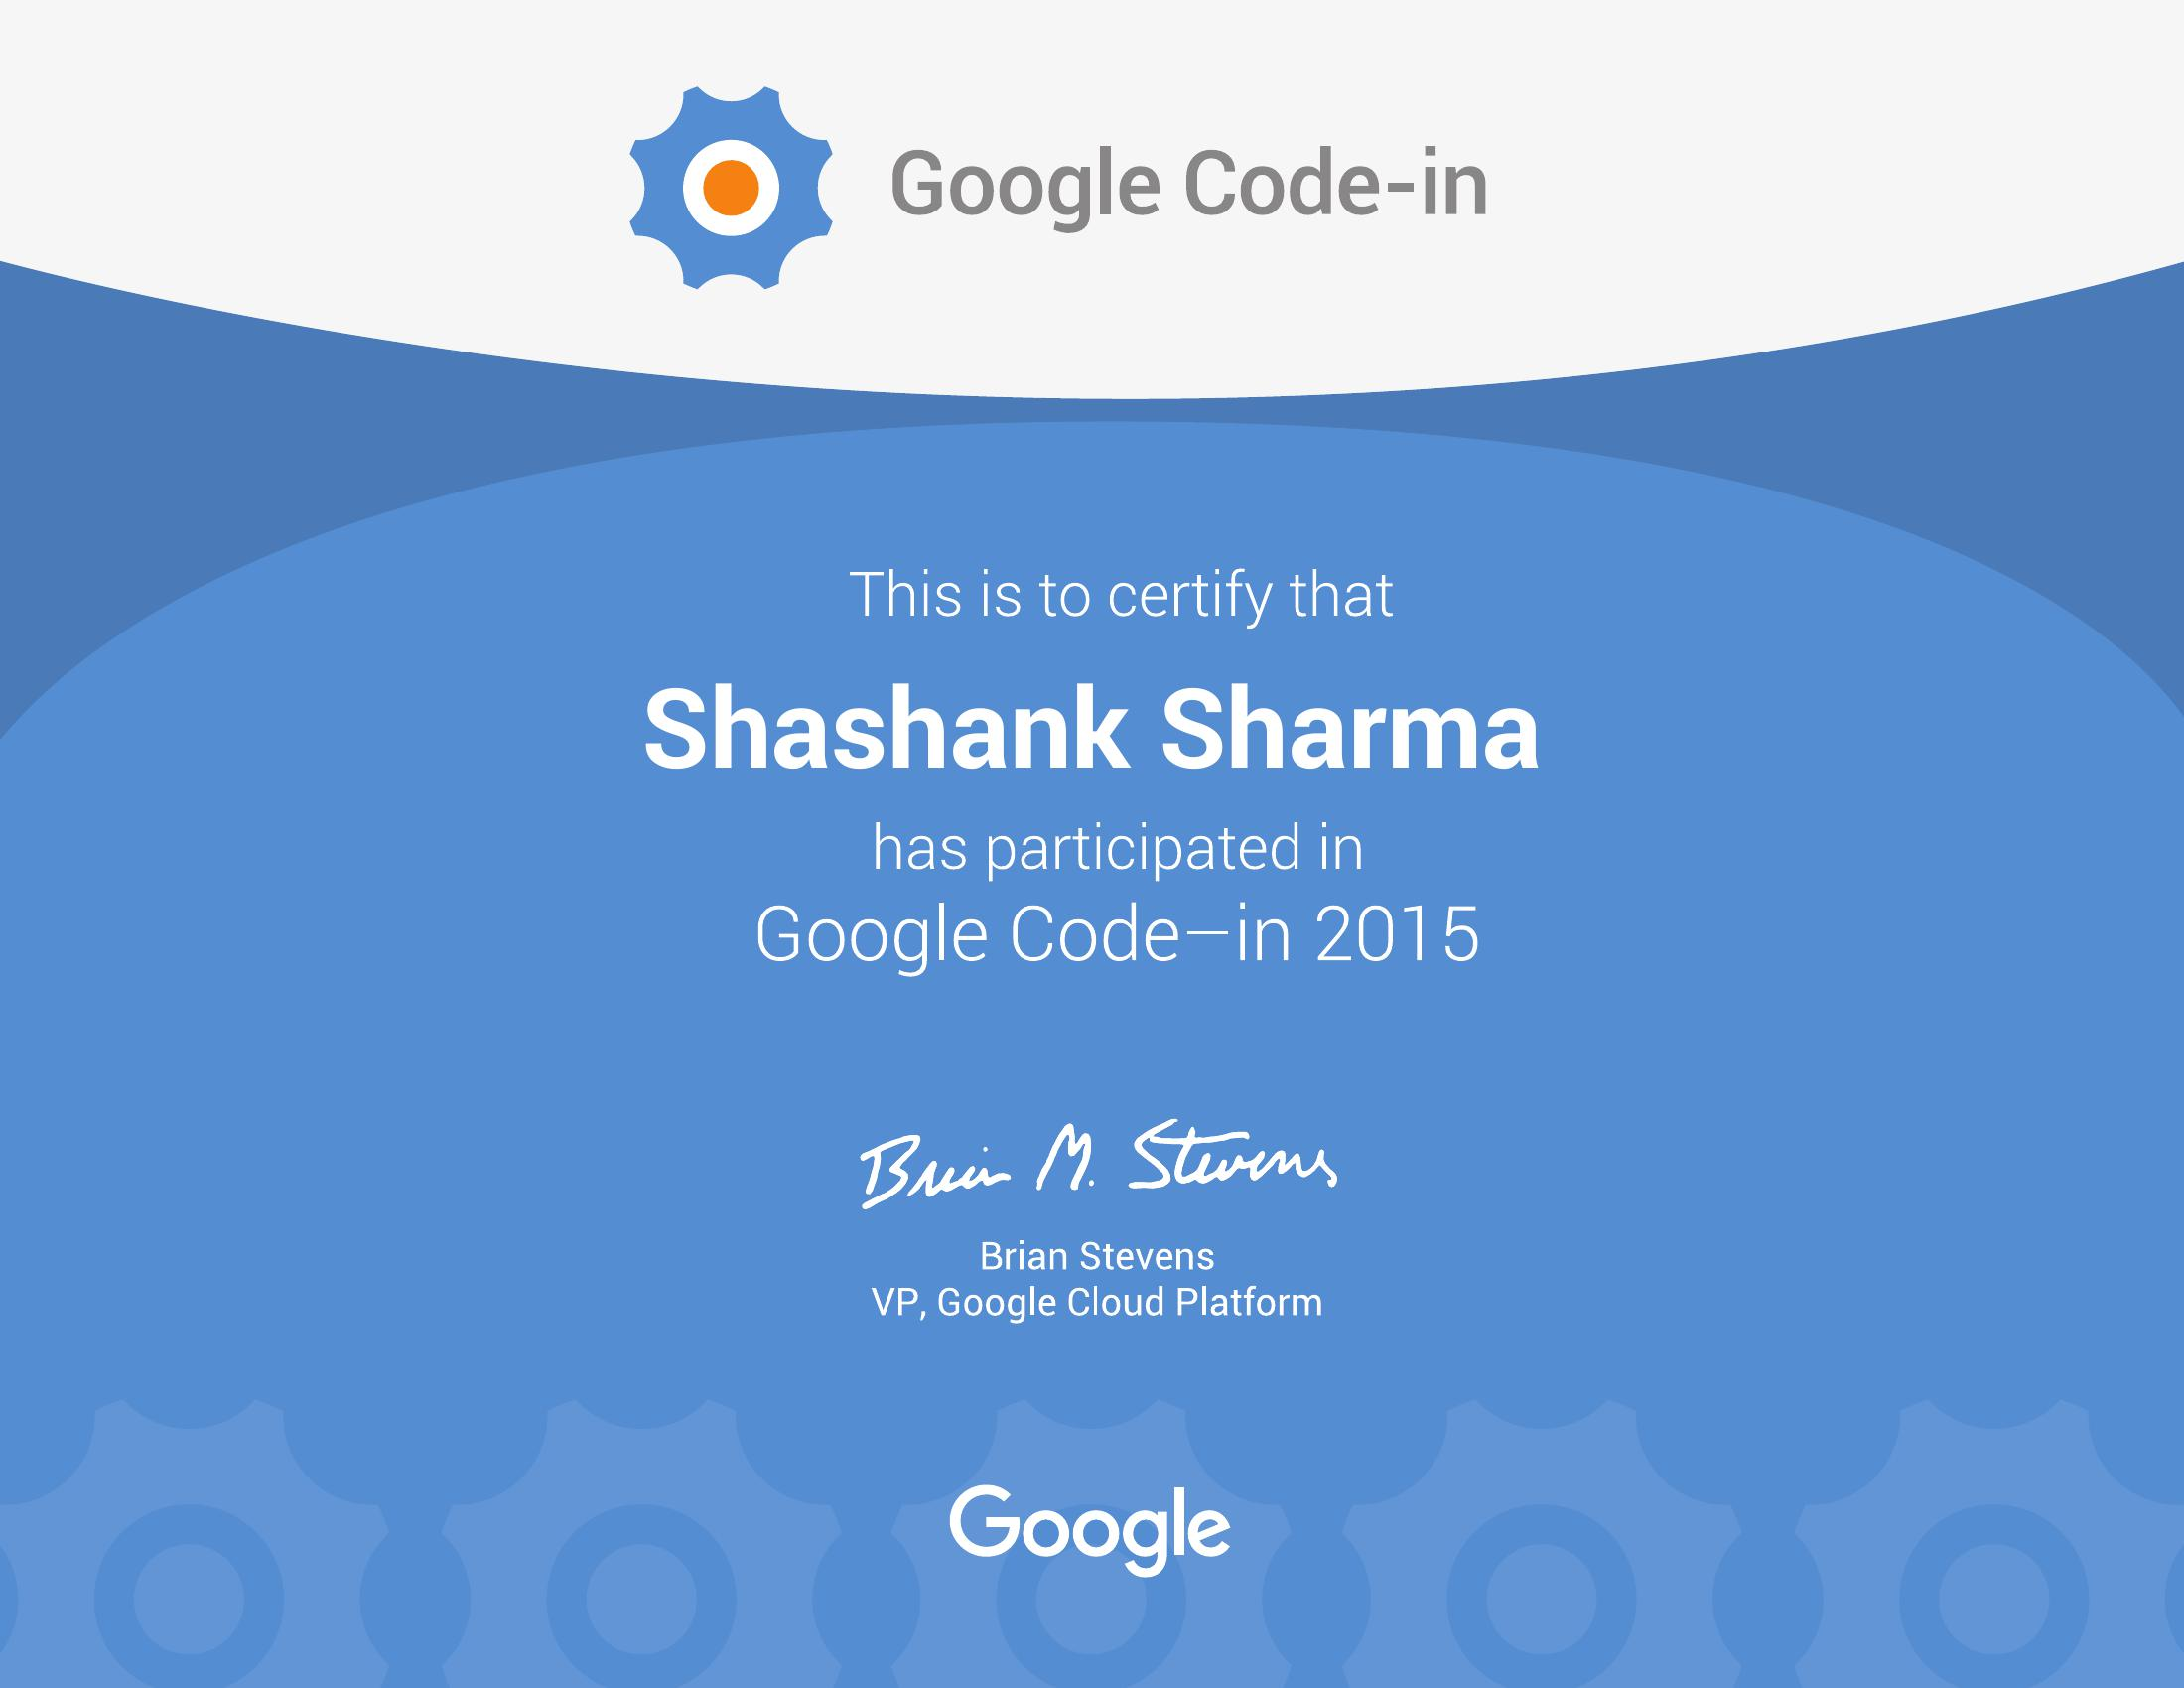 Google Code-in
This is to certify that
Shashank Sharma
has participated in
Google Code–in 2015
Brian M. Stevens
Brian Stevens
VP, Google Cloud Platform
Google